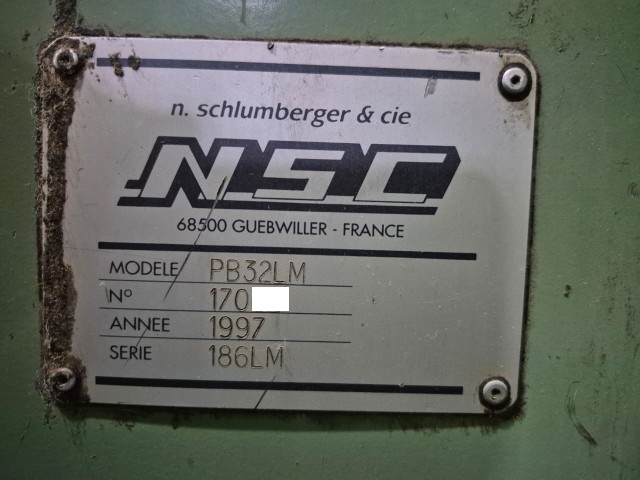 n. schlumberger & cie
NSC
68500 GUEBWILLER - FRANCE
MODELE PB32LM
N° 170
ANNEE 1997
SERIE 186LM